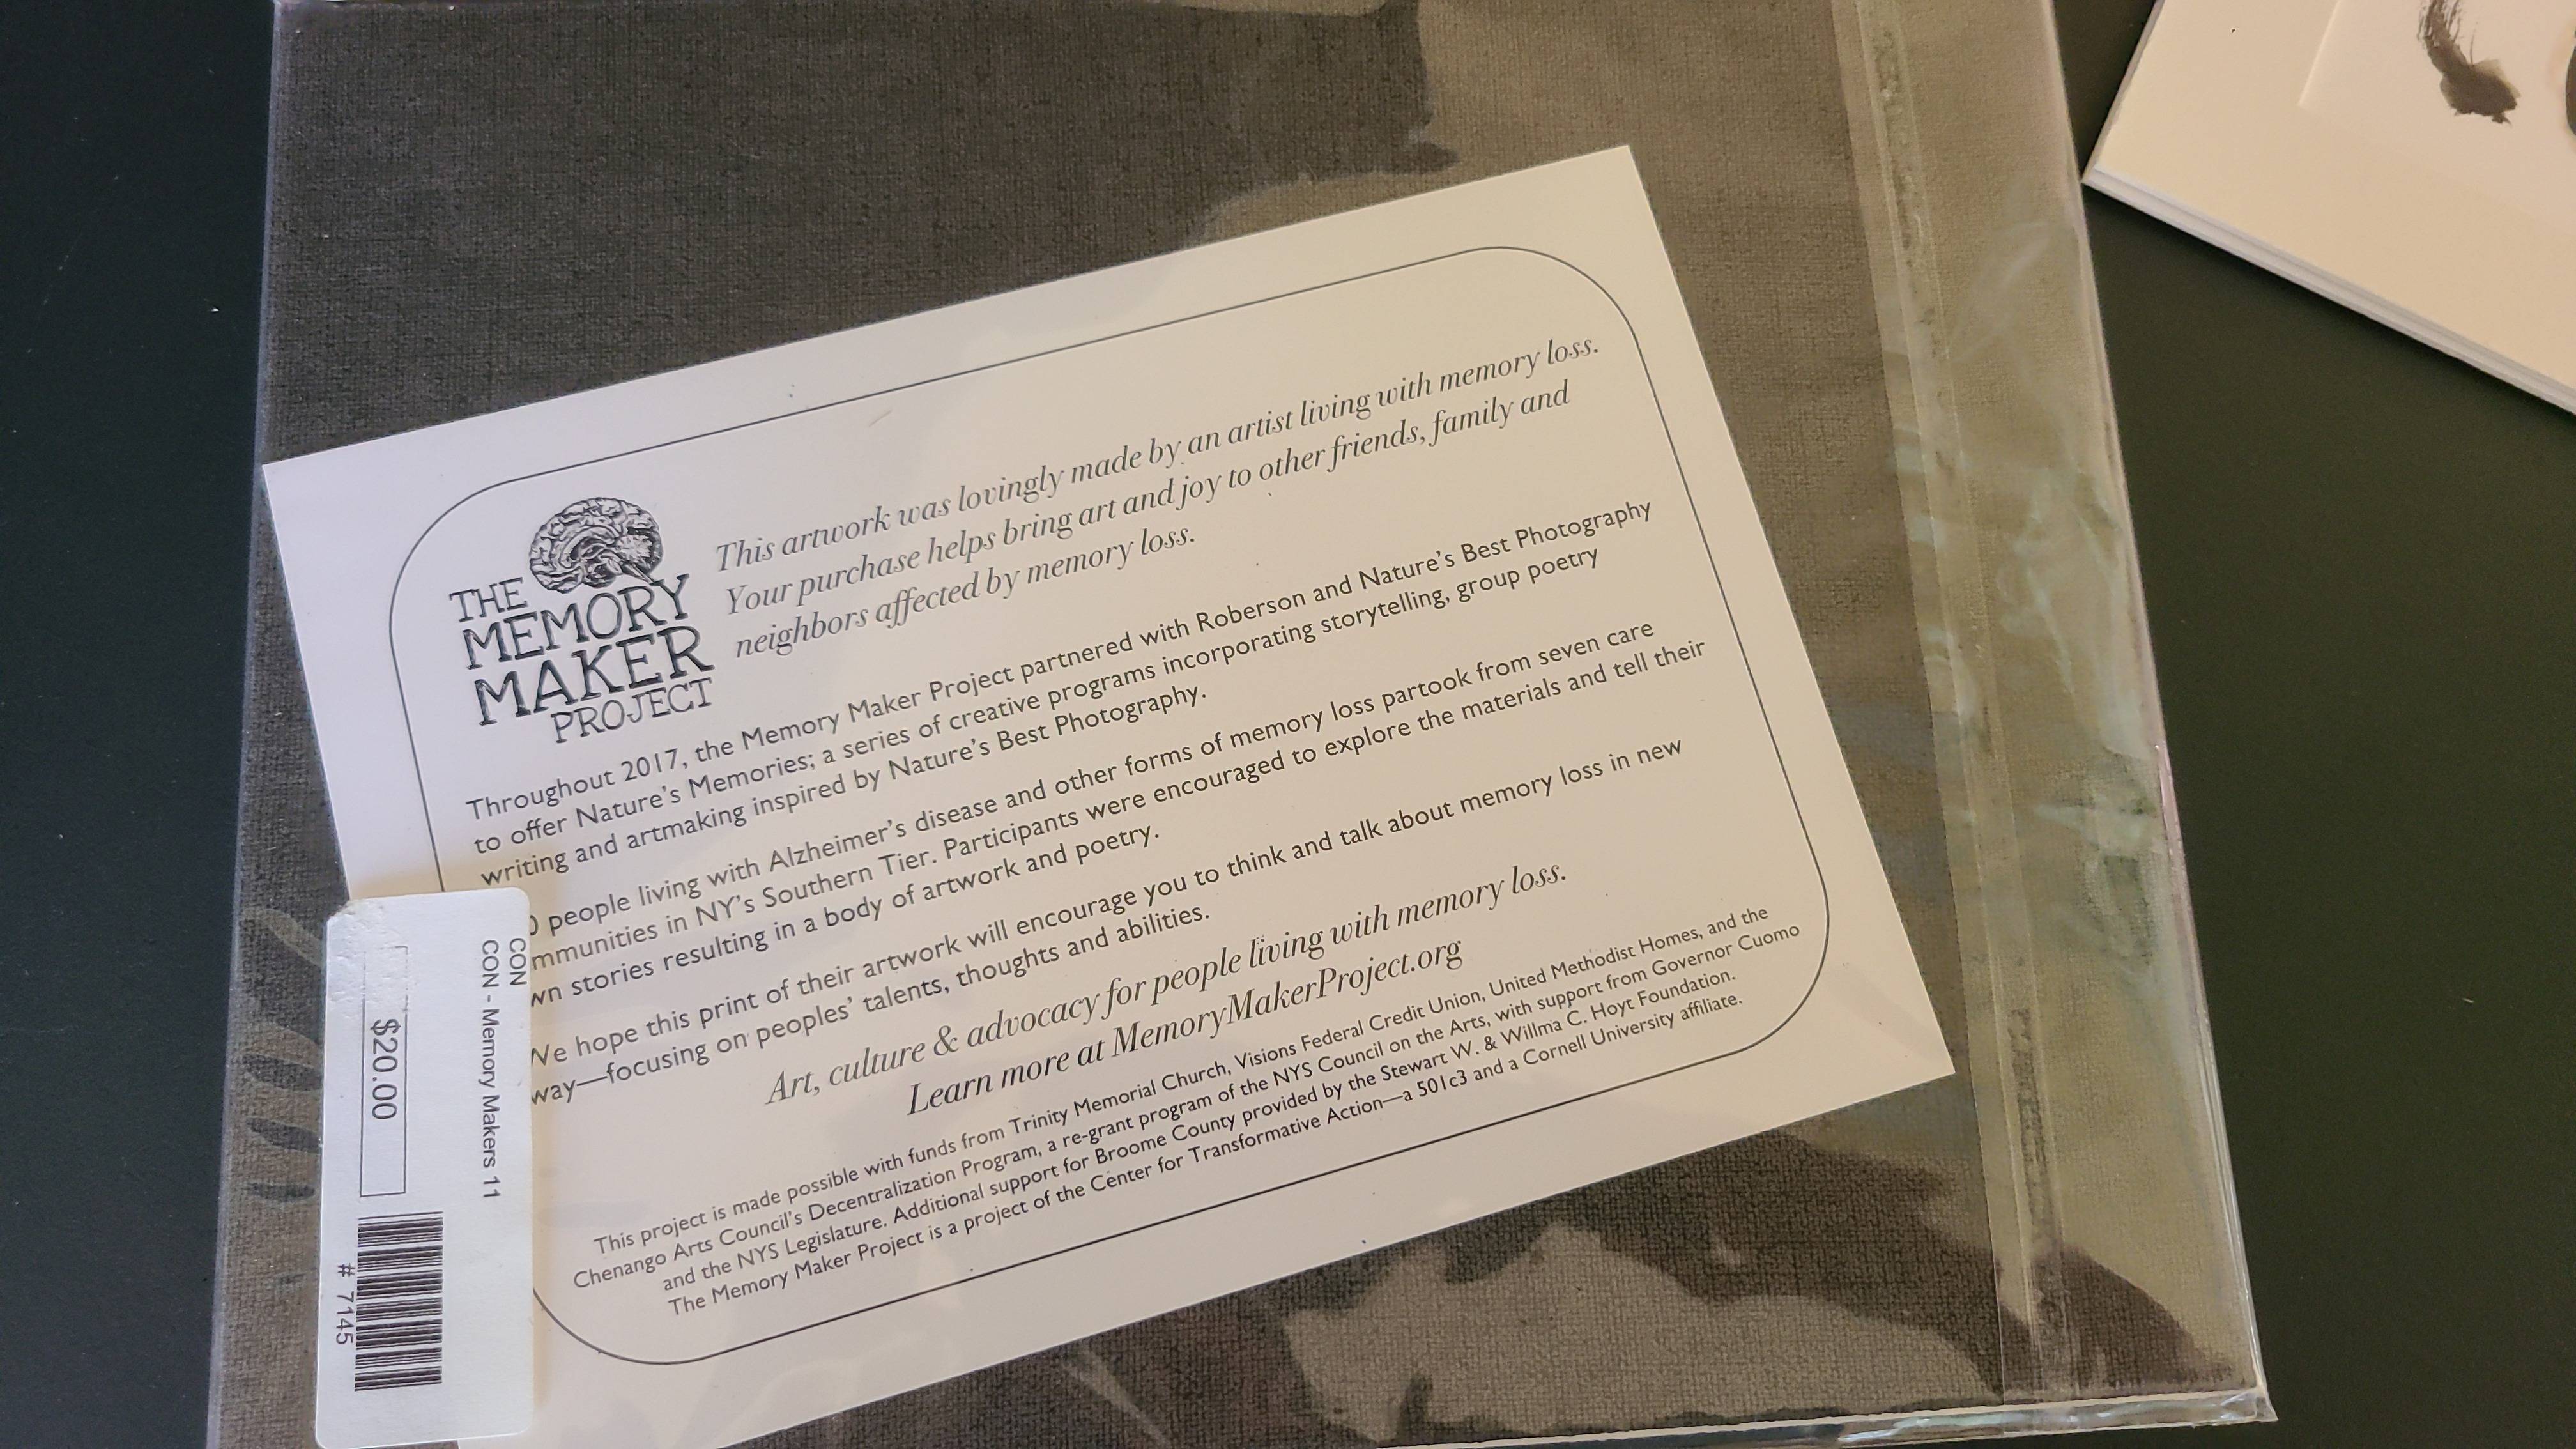 THE
MEMORY
MAKER
PROJECT
This artwork was lovingly made by an artist living with memory loss.
Your purchase helps bring art and joy to other friends, family and
neighbors affected by memory loss.
Throughout 2017, the Memory Maker Project partnered with Roberson and Nature's Best Photography
to offer Nature's Memories; a series of creative programs incorporating storytelling, group poetry
writing and artmaking inspired by Nature's Best Photography.
people living with Alzheimer's disease and other forms of memory loss partook from seven care
mmunities in NY's Southern Tier. Participants were encouraged to explore the materials and tell their
wn stories resulting in a body of artwork and poetry.
We hope this print of their artwork will encourage you to think and talk about memory loss in new
way—focusing on peoples' talents, thoughts and abilities.
Art, culture & advocacy for people living with memory loss.
Learn more at MemoryMakerProject.org
This project is made possible with funds from Trinity Memorial Church, Visions Federal Credit Union, United Methodist Homes, and the
Chenango Arts Council's Decentralization Program, a re-grant program of the NYS Council on the Arts, with support from Governor Cuomo
and the NYS Legislature. Additional support for Broome County provided by the Stewart W. & Willma C. Hoyt Foundation.
The Memory Maker Project is a project of the Center for Transformative Action—a 501c3 and a Cornell University affiliate.
CON
CON - Memory Makers 11
$20.00
# 7145